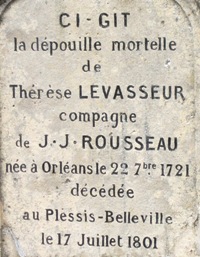 CI-GIT
la dépouille mortelle
de
Thérèse LEVASSEUR
compagne
de J.-J. ROUSSEAU
née à Orléans le 22 7bre 1721
décédée
au Plessis-Belleville
le 17 Juillet 1801